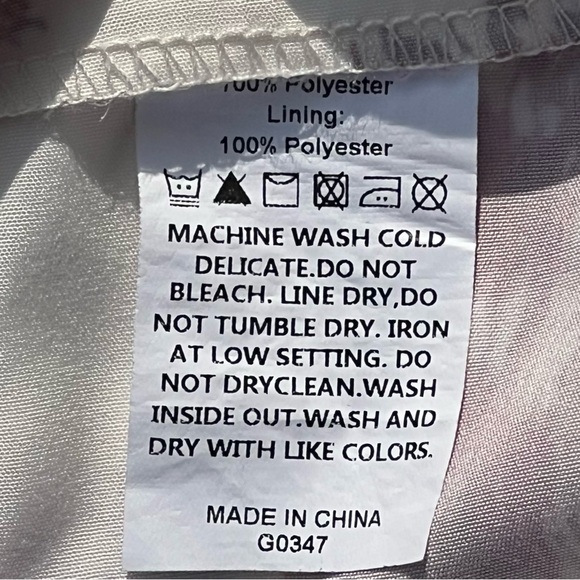 100% Polyester
Lining:
100% Polyester
MACHINE WASH COLD
DELICATE.DO NOT
BLEACH. LINE DRY,DO
NOT TUMBLE DRY. IRON
AT LOW SETTING. DO
NOT DRYCLEAN.WASH
INSIDE OUT.WASH AND
DRY WITH LIKE COLORS.
MADE IN CHINA
G0347